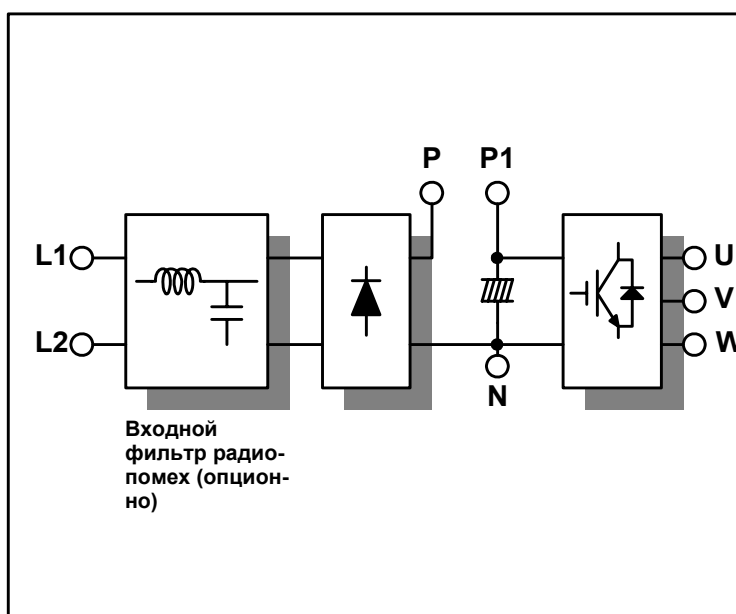 P
P1
L1
L2
U
V
W
N
Входной
фильтр радио-
помех (опцион-
но)